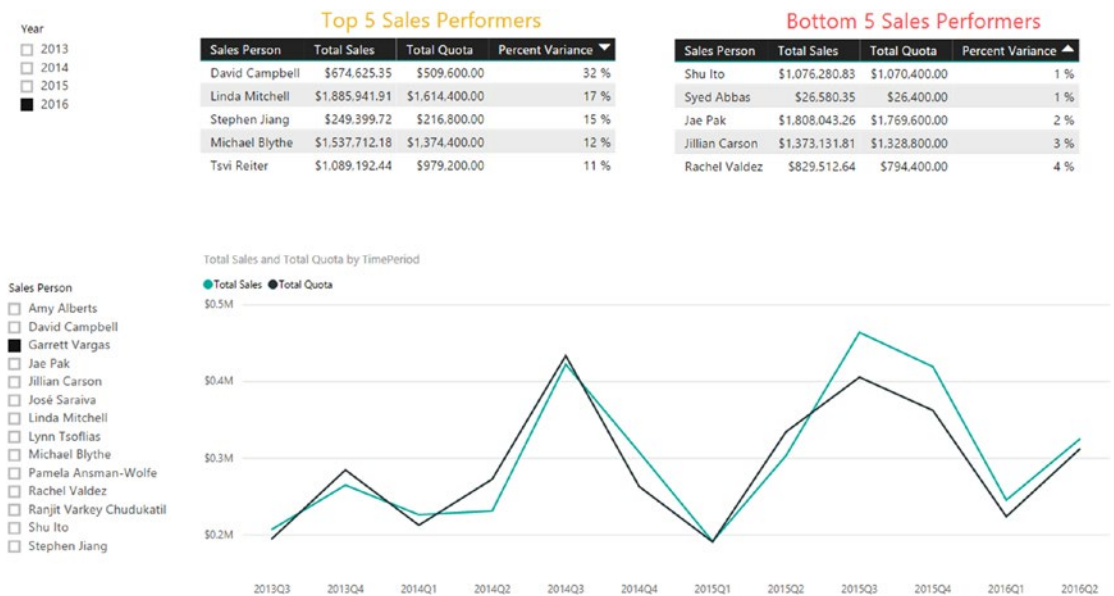 Year
2013
2014
2015
2016
Top 5 Sales Performers
Sales Person Total Sales Total Quota Percent Variance
David Campbell $674,625.35 $509,600.00 32 %
Linda Mitchell $1,885,941.91 $1,614,400.00 17 %
Stephen Jiang $249,399.72 $216,800.00 15 %
Michael Blythe $1,537,712.18 $1,374,400.00 12 %
Tsvi Reiter $1,089,192.44 $979,200.00 11 %
Bottom 5 Sales Performers
Sales Person Total Sales Total Quota Percent Variance
Shu Ito $1,076,280.83 $1,070,400.00 1 %
Syed Abbas $26,580.35 $26,400.00 1 %
Jae Pak $1,808,043.26 $1,769,600.00 2 %
Jillian Carson $1,373,131.81 $1,328,800.00 3 %
Rachel Valdez $829,512.64 $794,400.00 4 %
Sales Person
Amy Alberts
David Campbell
Garrett Vargas
Jae Pak
Jillian Carson
José Saraiva
Linda Mitchell
Lynn Tsoflias
Michael Blythe
Pamela Ansman-Wolfe
Rachel Valdez
Ranjit Varkey Chudukatil
Shu Ito
Stephen Jiang
Total Sales and Total Quota by TimePeriod
Total Sales Total Quota
$0.5M
$0.4M
$0.3M
$0.2M
2013Q3 2013Q4 2014Q1 2014Q2 2014Q3 2014Q4 2015Q1 2015Q2 2015Q3 2015Q4 2016Q1 2016Q2